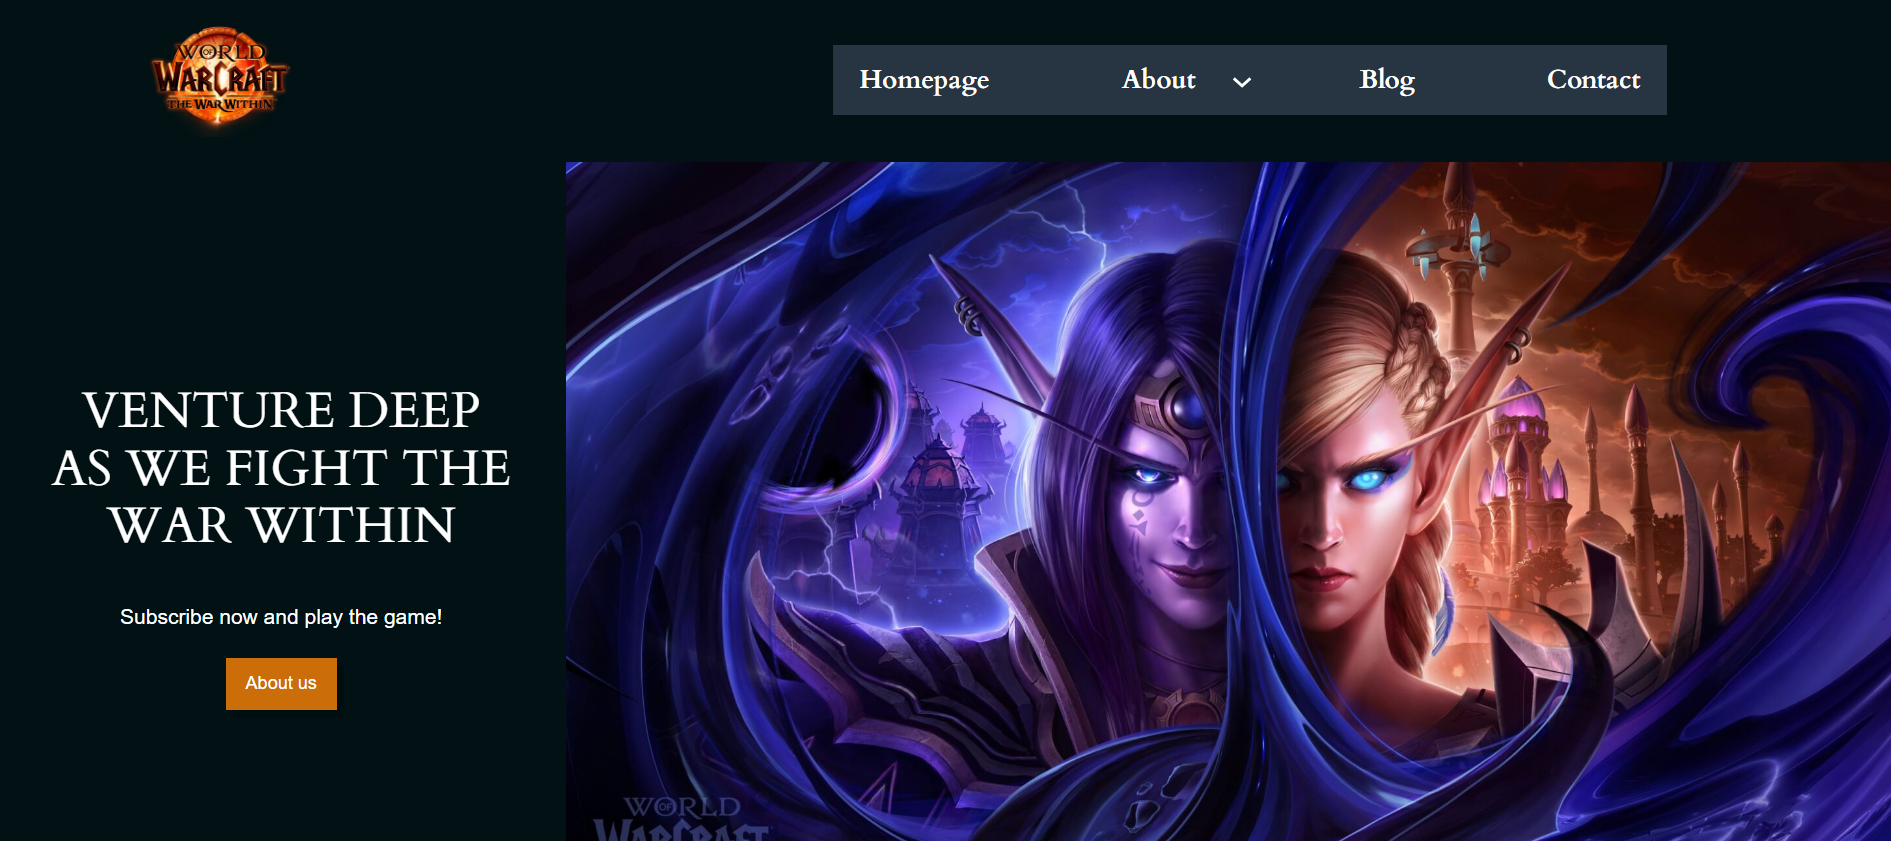 WORLD
OF
WARCRAFT
THE WAR WITHIN
Homepage
About
Blog
Contact
VENTURE DEEP
AS WE FIGHT THE
WAR WITHIN
Subscribe now and play the game!
About us
WORLD
OF
WARCRAFT